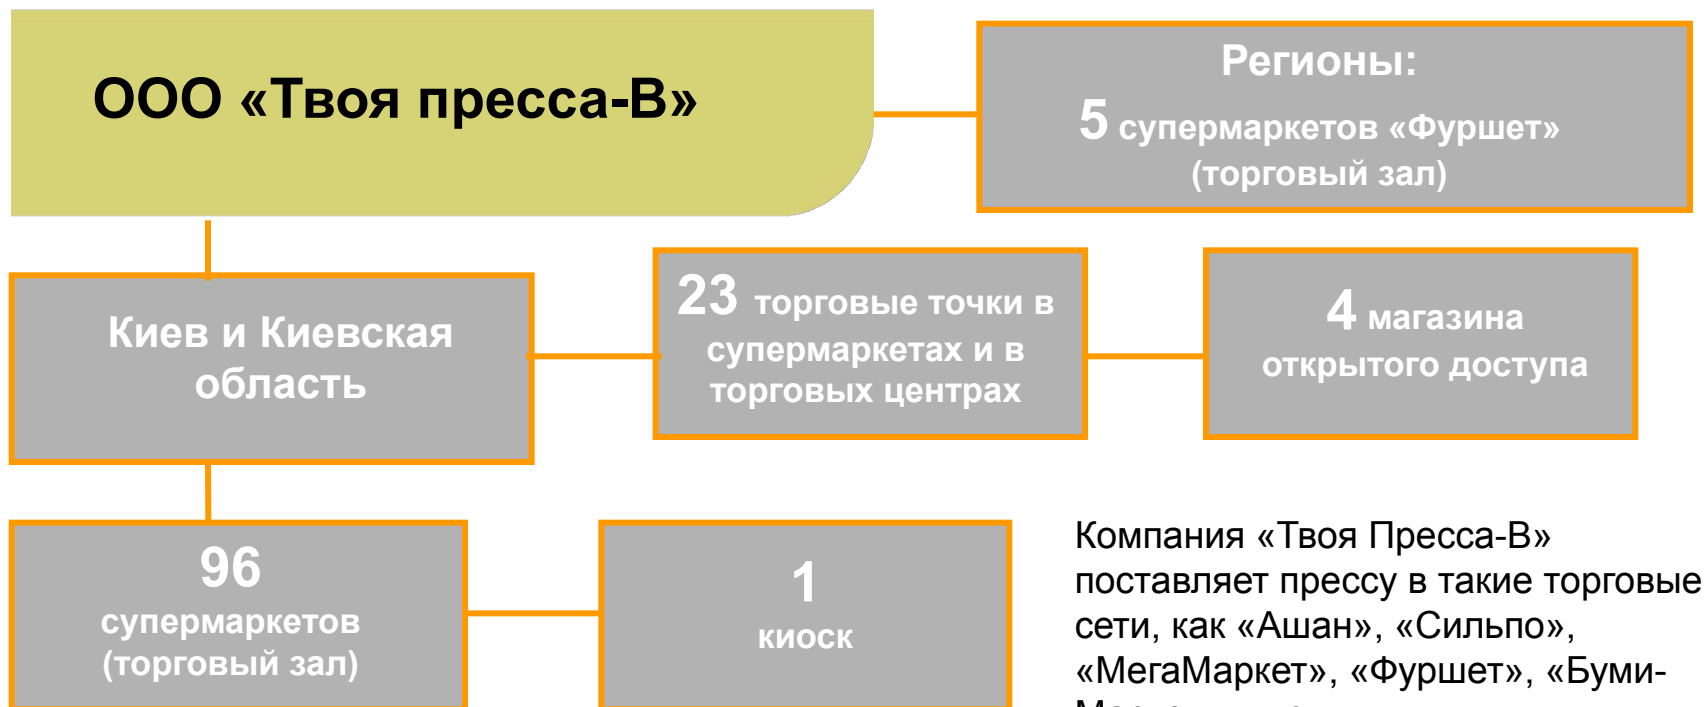 ООО «Твоя пресса-В»
Регионы:
5 супермаркетов «Фуршет»
(торговый зал)
Киев и Киевская
область
23 торговые точки в
супермаркетах и в
торговых центрах
4 магазина
открытого доступа
96
супермаркетов
(торговый зал)
1
киоск
Компания «Твоя Пресса-В»
поставляет прессу в такие торговые
сети, как «Ашан», «Сильпо»,
«МегаМаркет», «Фуршет», «Буми-